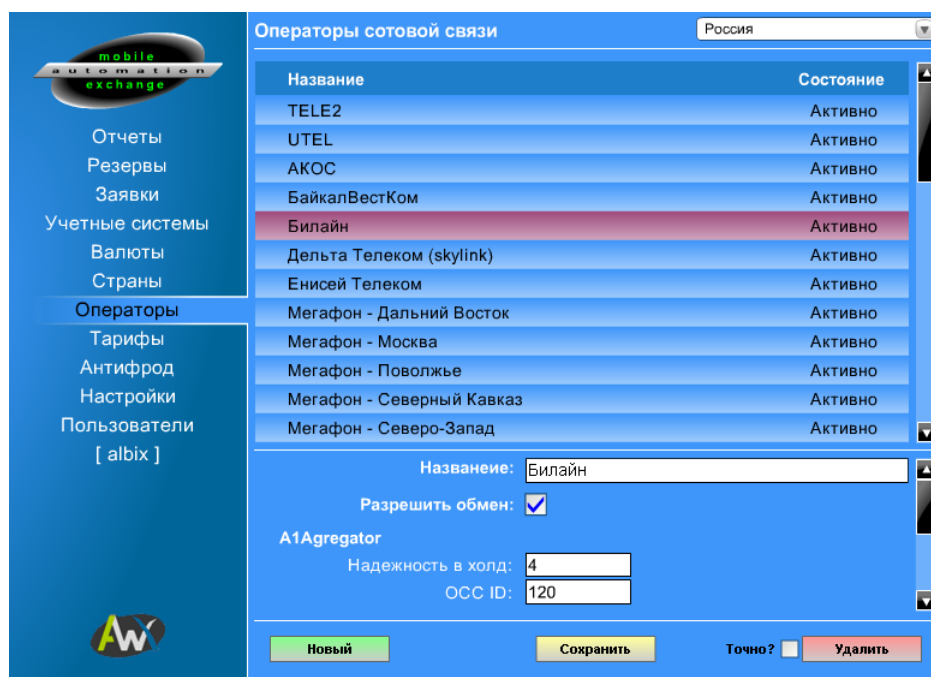 mobile
automation
exchange
Отчеты
Резервы
Заявки
Учетные системы
Валюты
Страны
Операторы
Тарифы
Антифрод
Настройки
Пользователи
[ albix ]
AWX
Операторы сотовой связи Россия
Название Состояние
TELE2 Активно
UTEL Активно
АКОС Активно
БайкалВестКом Активно
Билайн Активно
Дельта Телеком (skylink) Активно
Енисей Телеком Активно
Мегафон - Дальний Восток Активно
Мегафон - Москва Активно
Мегафон - Поволжье Активно
Мегафон - Северный Кавказ Активно
Мегафон - Северо-Запад Активно
Названеие: Билайн
Разрешить обмен:
A1Agregator
Надежность в холд: 4
OCC ID: 120
Новый Сохранить Точно? Удалить